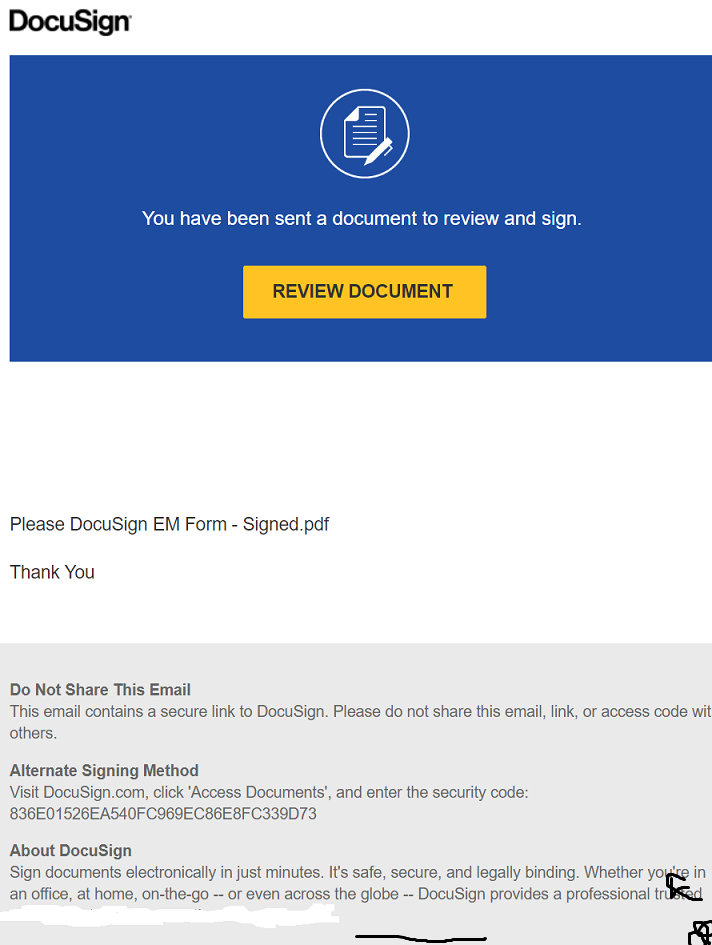 DocuSign
You have been sent a document to review and sign.
REVIEW DOCUMENT
Please DocuSign EM Form - Signed.pdf
Thank You
Do Not Share This Email
This email contains a secure link to DocuSign. Please do not share this email, link, or access code wit
others.
Alternate Signing Method
Visit DocuSign.com, click 'Access Documents', and enter the security code:
836E01526EA540FC969EC86E8FC339D73
About DocuSign
Sign documents electronically in just minutes. It's safe, secure, and legally binding. Whether you're in
an office, at home, on-the-go -- or even across the globe -- DocuSign provides a professional trusted